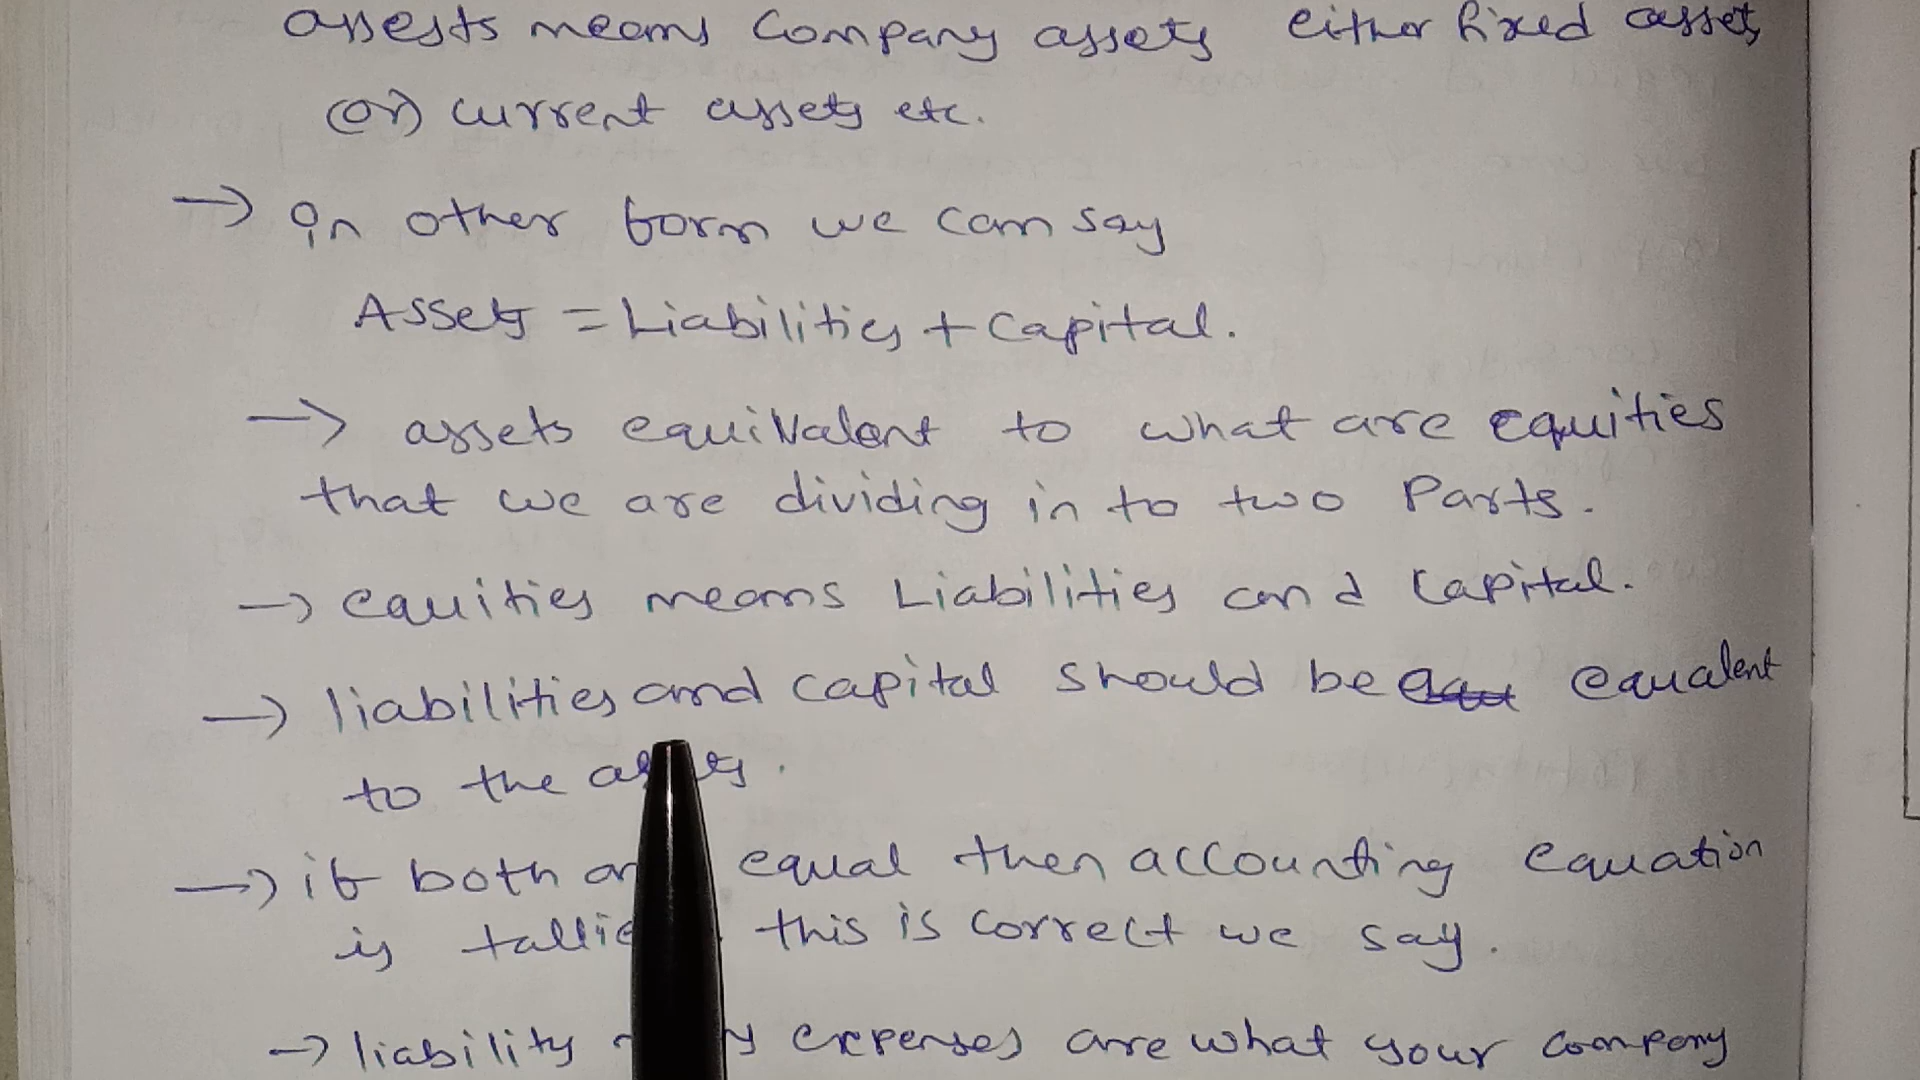 assests means Company assets either fixed assets
(or) current assets etc.
→ In other form we can say
Assets = Liabilities + Capital.
→ assets equivalent to what are equities
that we are dividing in to two Parts.
→ equities means Liabilities and Capital.
→ liabilities and capital should be equalent
to the
→ if both equal then accounting equation
is this is correct we say.
→ liability expenses are what your company